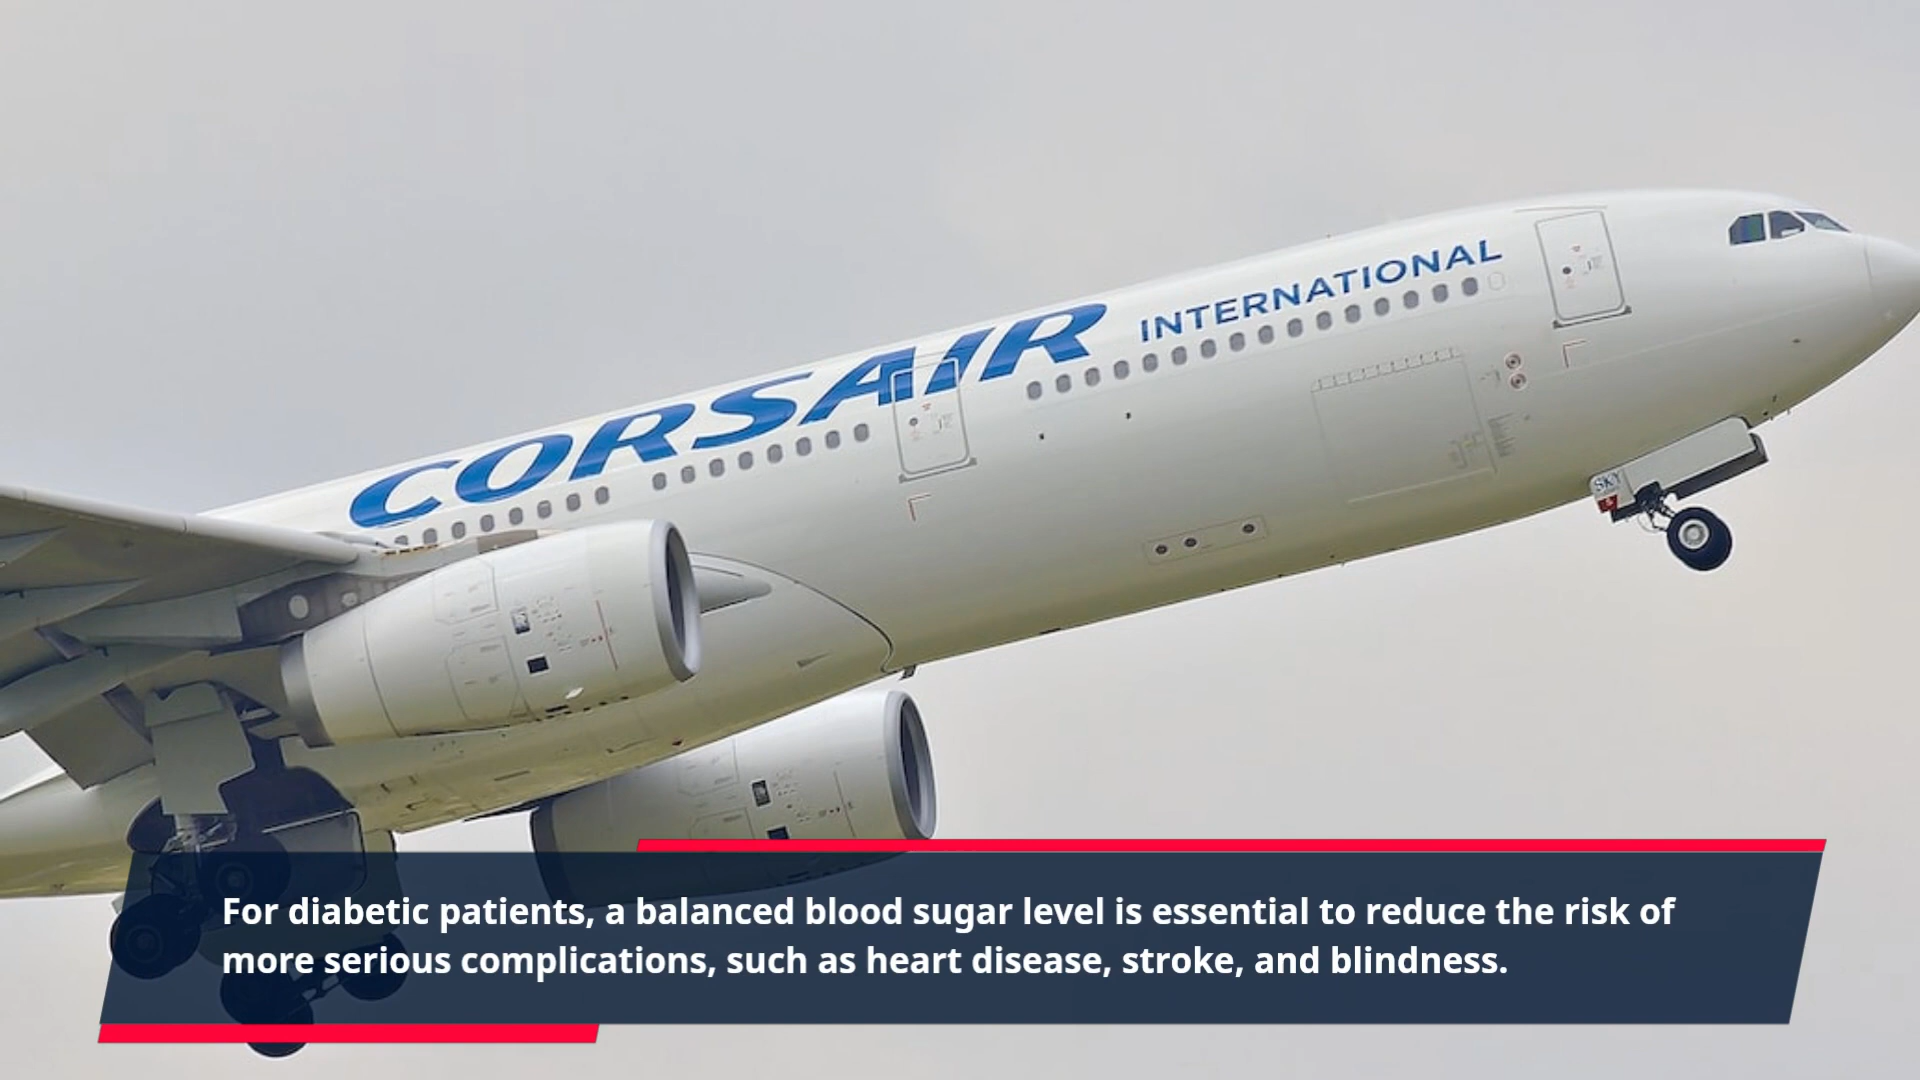 CORSAIR INTERNATIONAL
SKY
For diabetic patients, a balanced blood sugar level is essential to reduce the risk of
more serious complications, such as heart disease, stroke, and blindness.